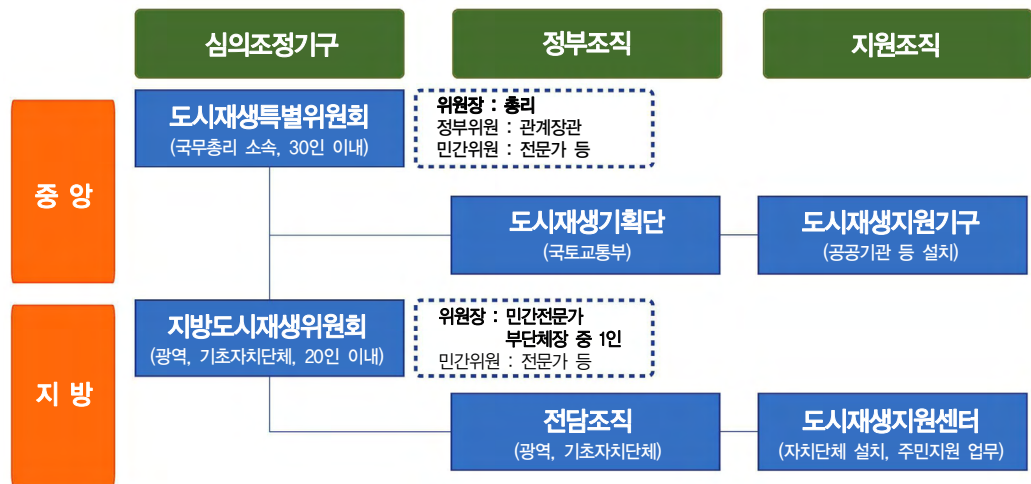 심의조정기구
정부조직
지원조직
중 앙
도시재생특별위원회
(국무총리 소속, 30인 이내)
위원장 : 총리
정부위원 : 관계장관
민간위원 : 전문가 등
도시재생기획단
(국토교통부)
도시재생지원기구
(공공기관 등 설치)
지 방
지방도시재생위원회
(광역, 기초자치단체, 20인 이내)
위원장 : 민간전문가
부단체장 중 1인
민간위원 : 전문가 등
전담조직
(광역, 기초자치단체)
도시재생지원센터
(자치단체 설치, 주민지원 업무)